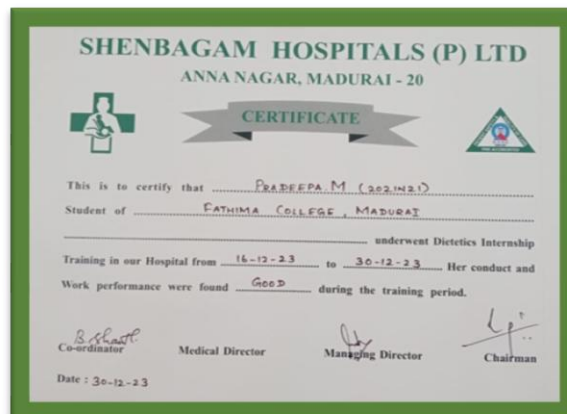 SHENBAGAM HOSPITALS (P) LTD
ANNA NAGAR, MADURAI - 20
CERTIFICATE
This is to certify that PRADEEPA. M (2021N21)
Student of FATHIMA COLLEGE, MADURAI
underwent Dietetics Internship
Training in our Hospital from 16-12-23 to 30-12-23 Her conduct and
Work performance were found GOOD during the training period.
Co-ordinator Medical Director Managing Director Chairman
Date : 30-12-23